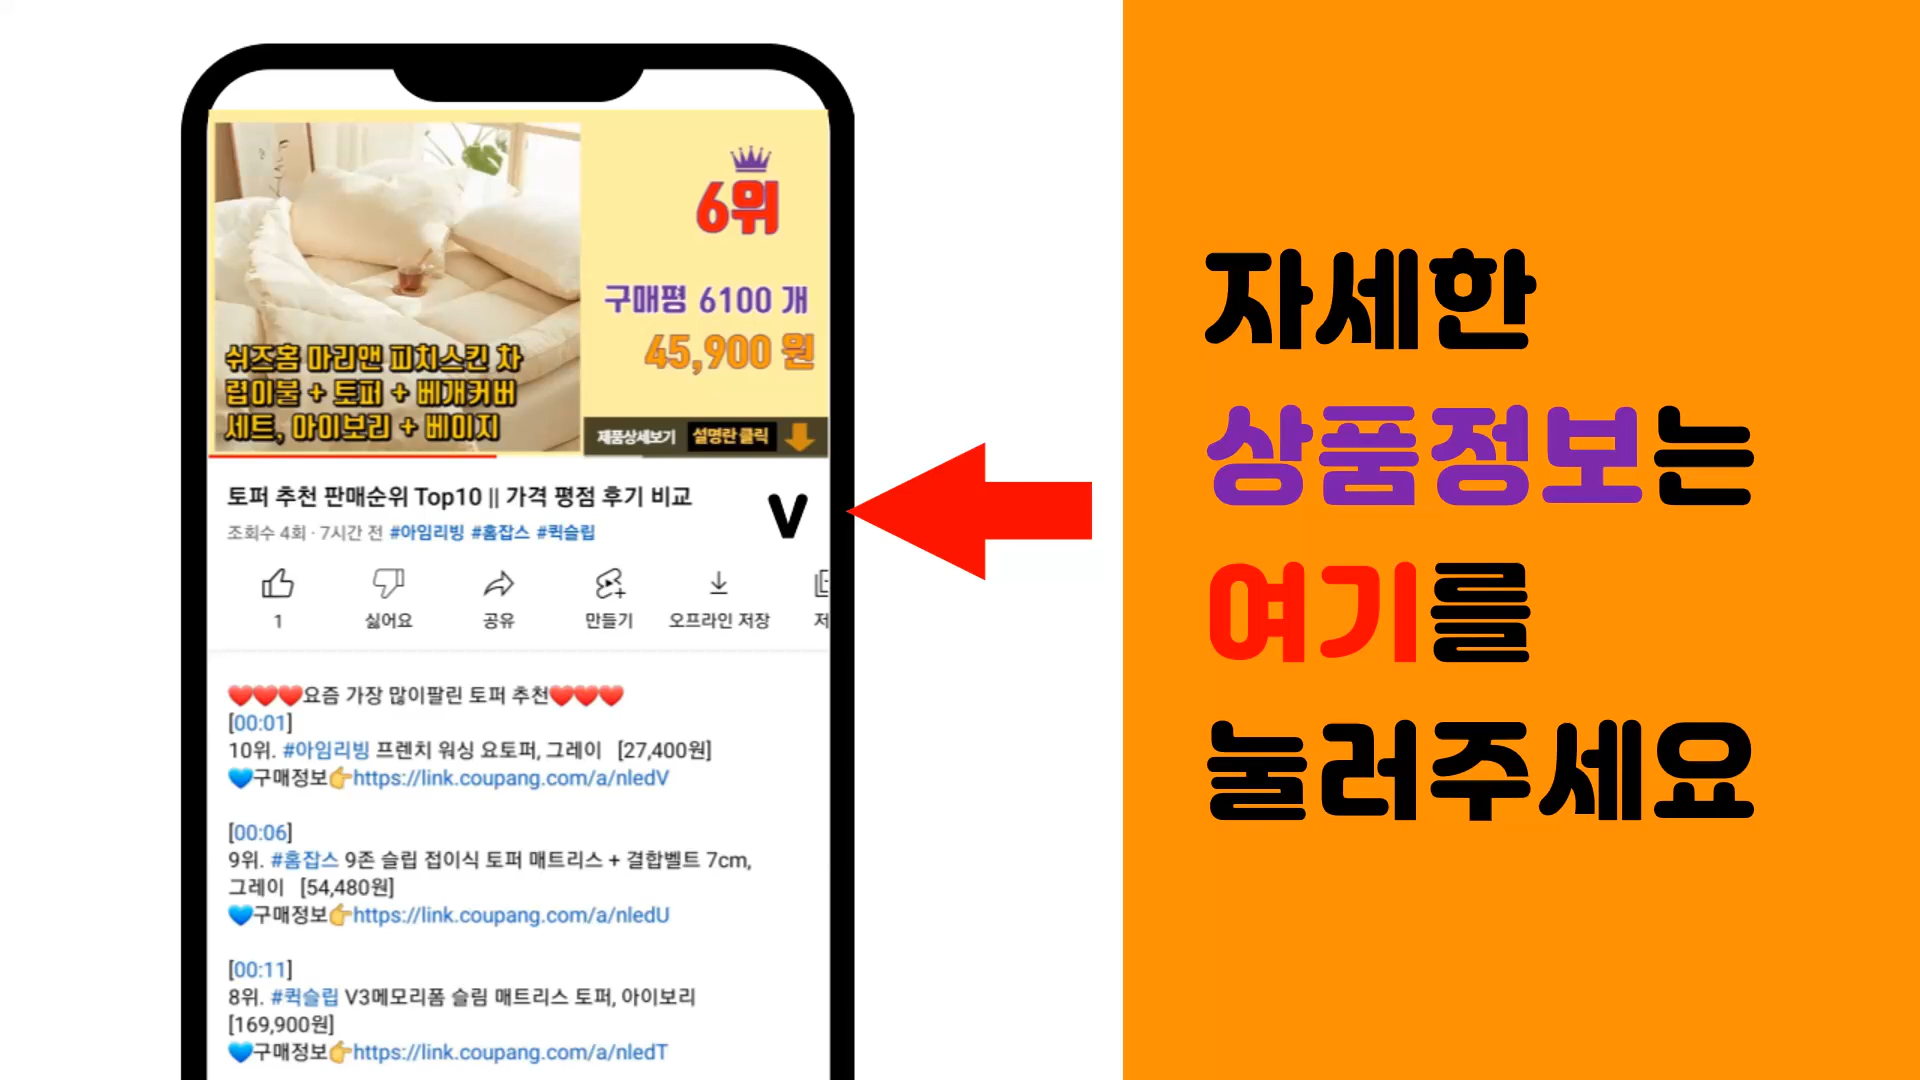 6위
구매평 6100 개
45,900 원
쉬즈홈 마리앤 피치스킨 차
렵이불 + 토퍼 + 베개커버
세트, 아이보리 + 베이지
제품상세보기 설명란 클릭
토퍼 추천 판매순위 Top10 || 가격 평점 후기 비교
V
조회수 4회 · 7시간 전 #아임리빙 #홈잡스 #퀵슬립
1 싫어요 공유 만들기 오프라인 저장 저
❤️❤️❤️요즘 가장 많이팔린 토퍼 추천❤️❤️❤️
[00:01]
10위. #아임리빙 프렌치 워싱 요토퍼, 그레이 [27,400원]
💙구매정보👉https://link.coupang.com/a/nledV
[00:06]
9위. #홈잡스 9존 슬립 접이식 토퍼 매트리스 + 결합벨트 7cm,
그레이 [54,480원]
💙구매정보👉https://link.coupang.com/a/nledU
[00:11]
8위. #퀵슬립 V3메모리폼 슬림 매트리스 토퍼, 아이보리
[169,900원]
💙구매정보👉https://link.coupang.com/a/nledT
자세한
상품정보는
여기를
눌러주세요